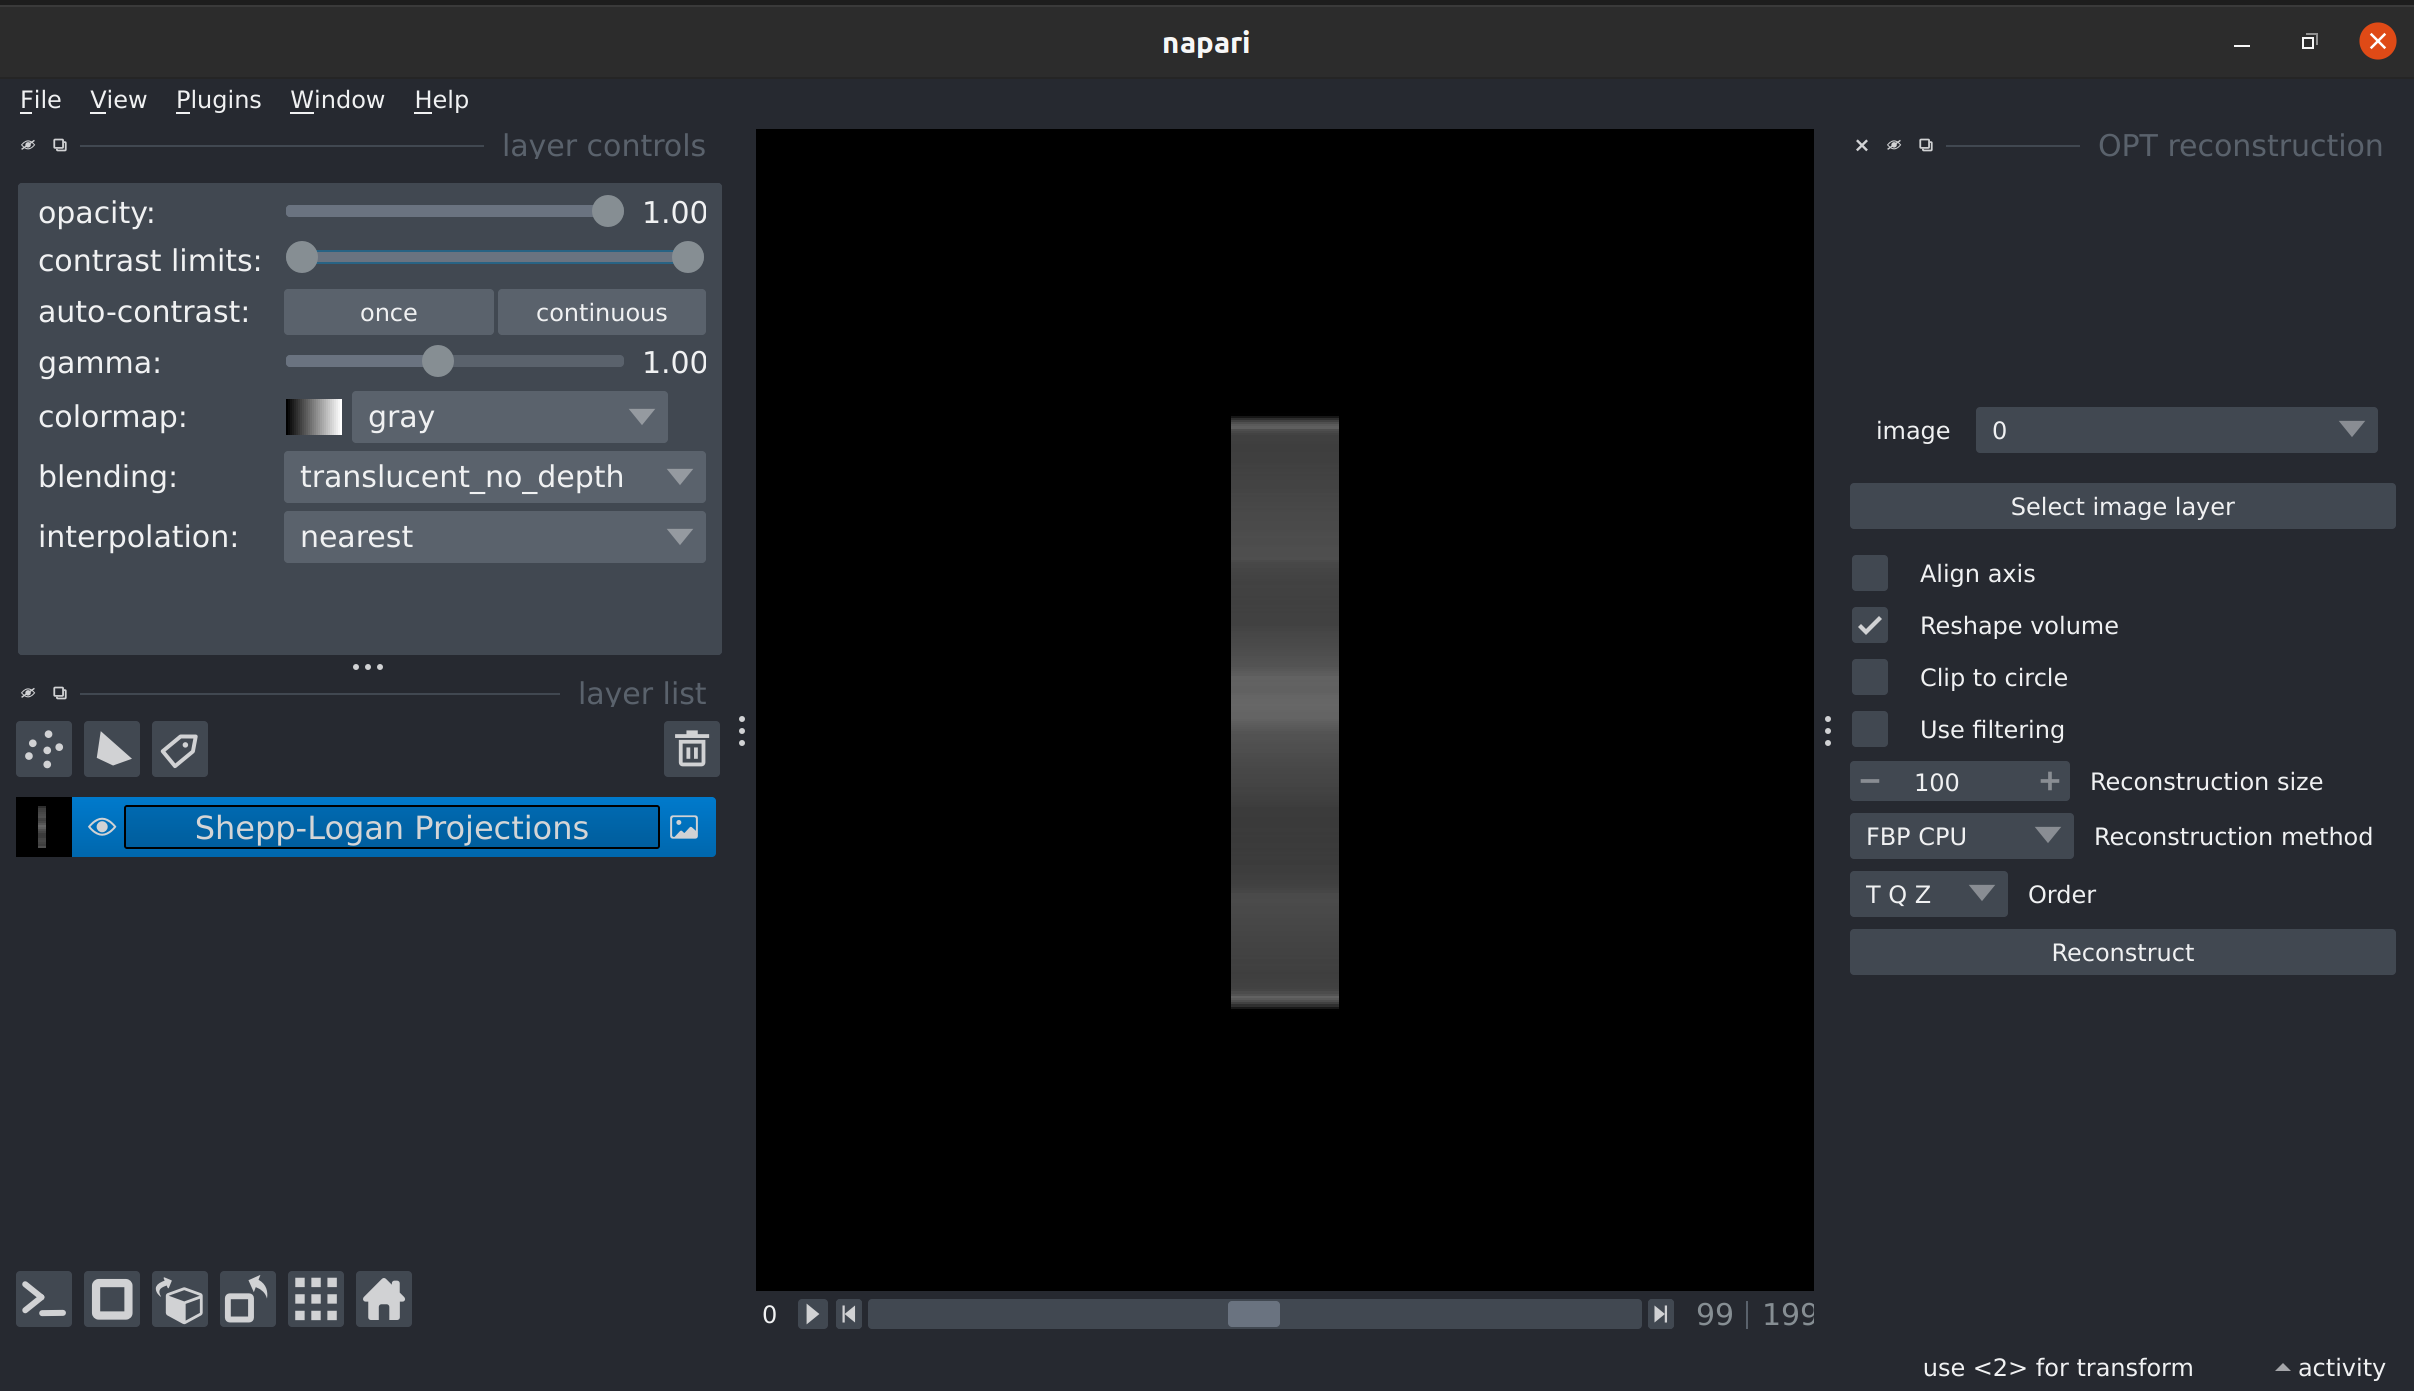 napari
File View Plugins Window Help
layer controls
opacity: 1.00
contrast limits:
auto-contrast: once continuous
gamma: 1.00
colormap: gray
blending: translucent_no_depth
interpolation: nearest
layer list
Shepp-Logan Projections
0 99 199
OPT reconstruction
image 0
Select image layer
Align axis
Reshape volume
Clip to circle
Use filtering
100 Reconstruction size
FBP CPU Reconstruction method
T Q Z Order
Reconstruct
use <2> for transform activity